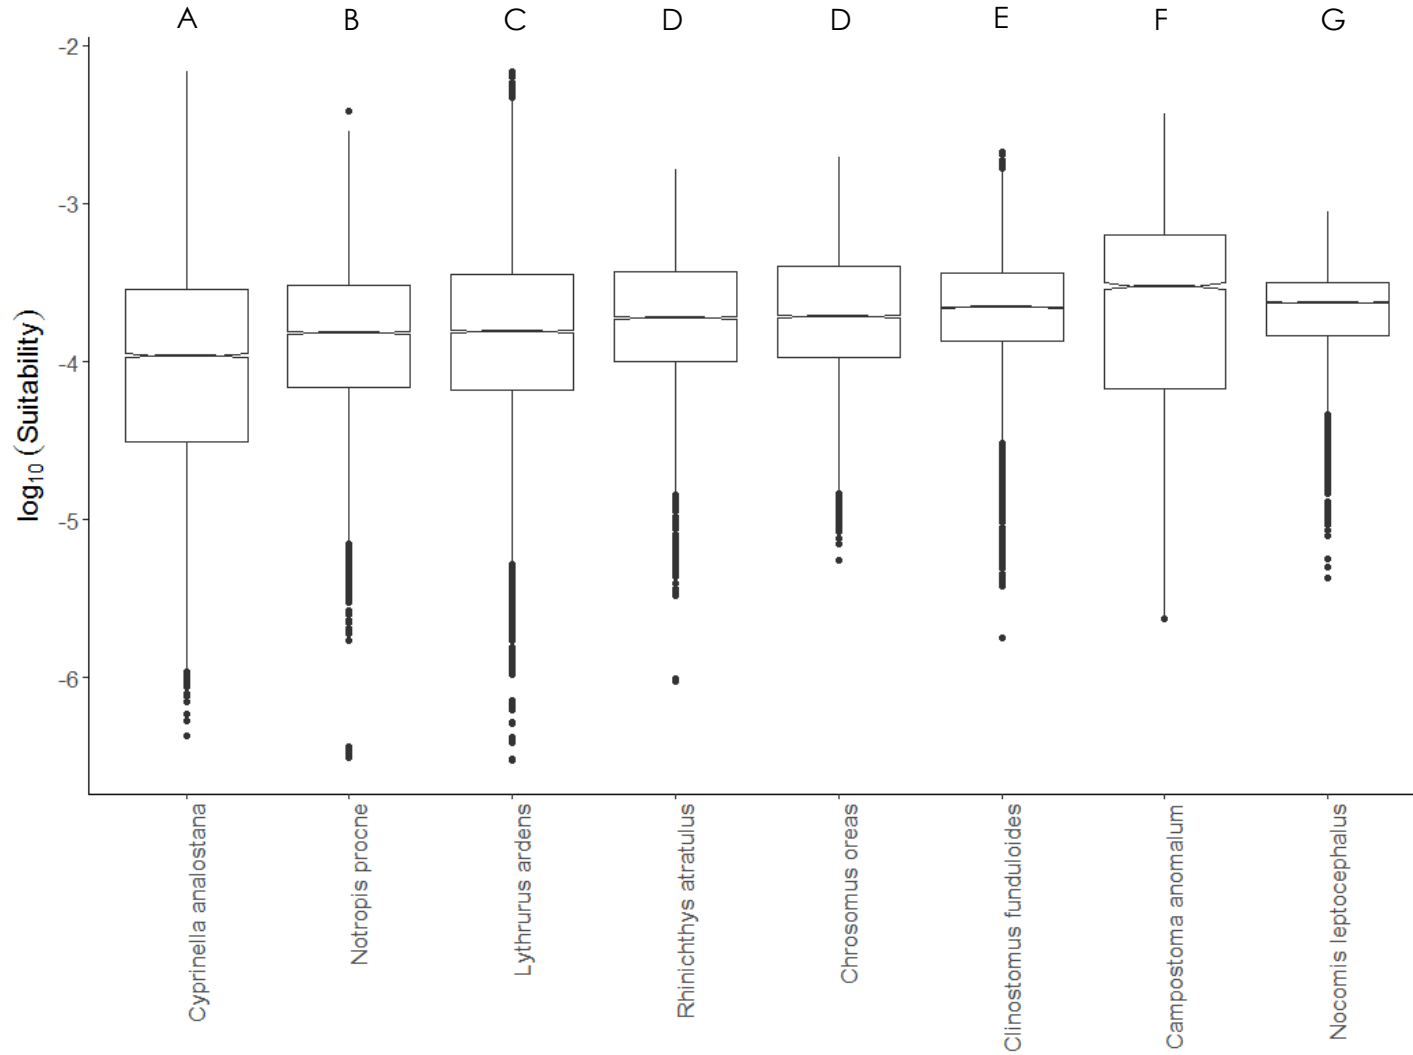 A B C D D E F G
-2
-3
-4
-5
-6
log10 (Suitability)
Cyprinella analostana
Notropis procne
Lythrurus ardens
Rhinichthys atratulus
Chrosomus oreas
Clinostomus funduloides
Campostoma anomalum
Nocomis leptocephalus